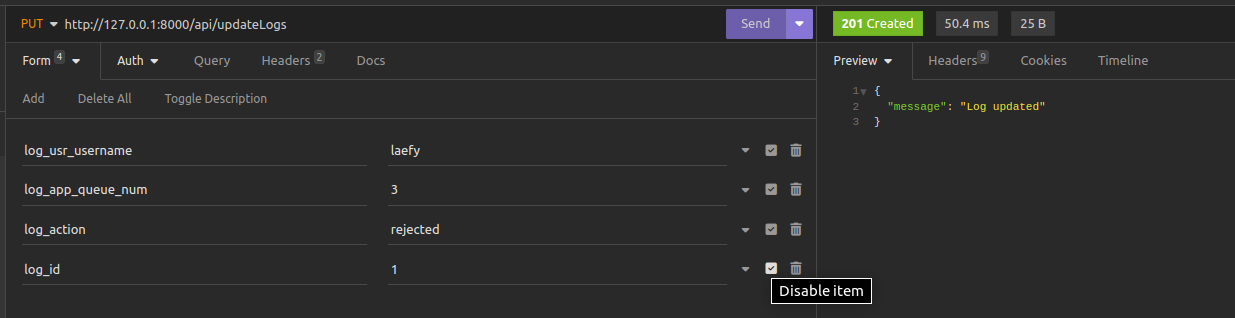 PUT http://127.0.0.1:8000/api/updateLogs Send 201 Created 50.4 ms 25 B
Form 4 Auth Query Headers 2 Docs Preview Headers 9 Cookies Timeline
Add Delete All Toggle Description
1 {
2 "message": "Log updated"
3 }
log_usr_username laefy
log_app_queue_num 3
log_action rejected
log_id 1
Disable item